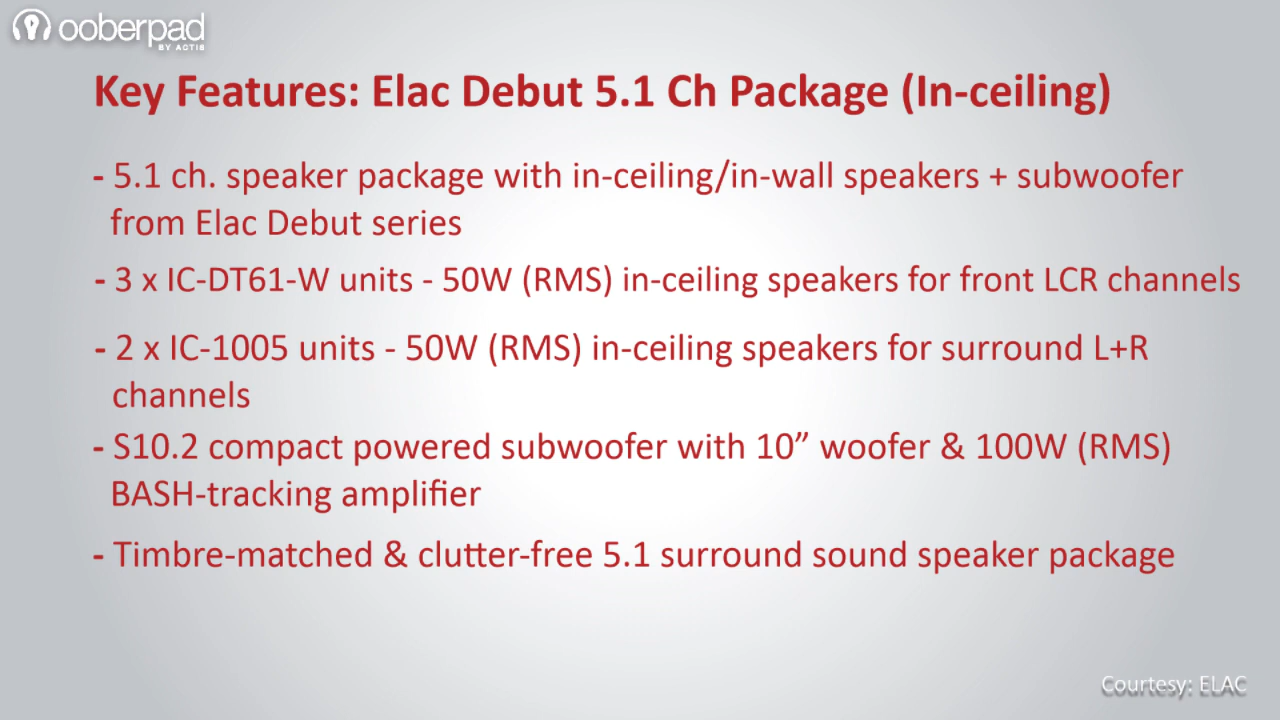 ooberpad
BY ACTIS
Key Features: Elac Debut 5.1 Ch Package (In-ceiling)
- 5.1 ch. speaker package with in-ceiling/in-wall speakers + subwoofer
from Elac Debut series
- 3 x IC-DT61-W units - 50W (RMS) in-ceiling speakers for front LCR channels
- 2 x IC-1005 units - 50W (RMS) in-ceiling speakers for surround L+R
channels
- S10.2 compact powered subwoofer with 10” woofer & 100W (RMS)
BASH-tracking amplifier
- Timbre-matched & clutter-free 5.1 surround sound speaker package
Courtesy: ELAC